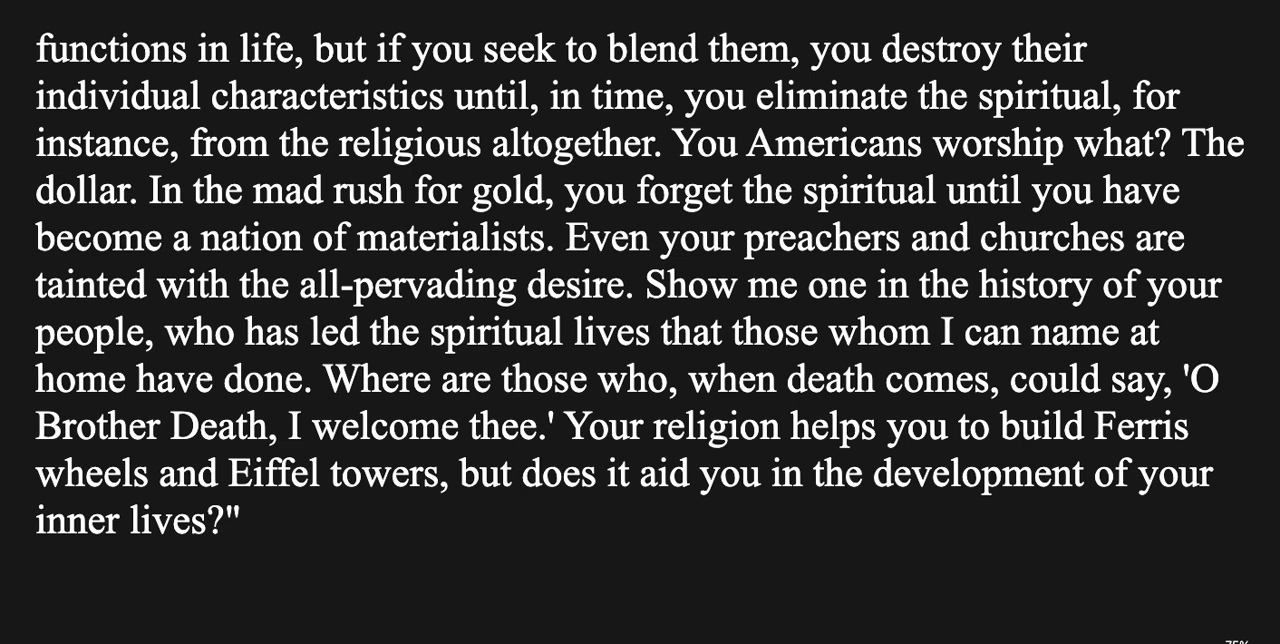 functions in life, but if you seek to blend them, you destroy their
individual characteristics until, in time, you eliminate the spiritual, for
instance, from the religious altogether. You Americans worship what? The
dollar. In the mad rush for gold, you forget the spiritual until you have
become a nation of materialists. Even your preachers and churches are
tainted with the all-pervading desire. Show me one in the history of your
people, who has led the spiritual lives that those whom I can name at
home have done. Where are those who, when death comes, could say, 'O
Brother Death, I welcome thee.' Your religion helps you to build Ferris
wheels and Eiffel towers, but does it aid you in the development of your
inner lives?"